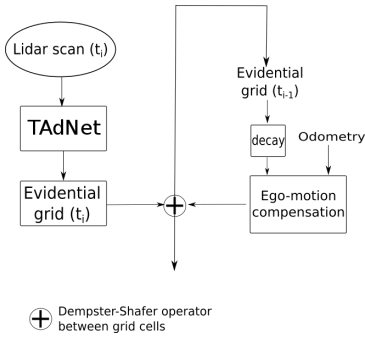 Lidar scan (ti)
TAdNet
Evidential
grid (ti)
Evidential
grid (ti-1)
decay
Odometry
Ego-motion
compensation
Dempster-Shafer operator
between grid cells